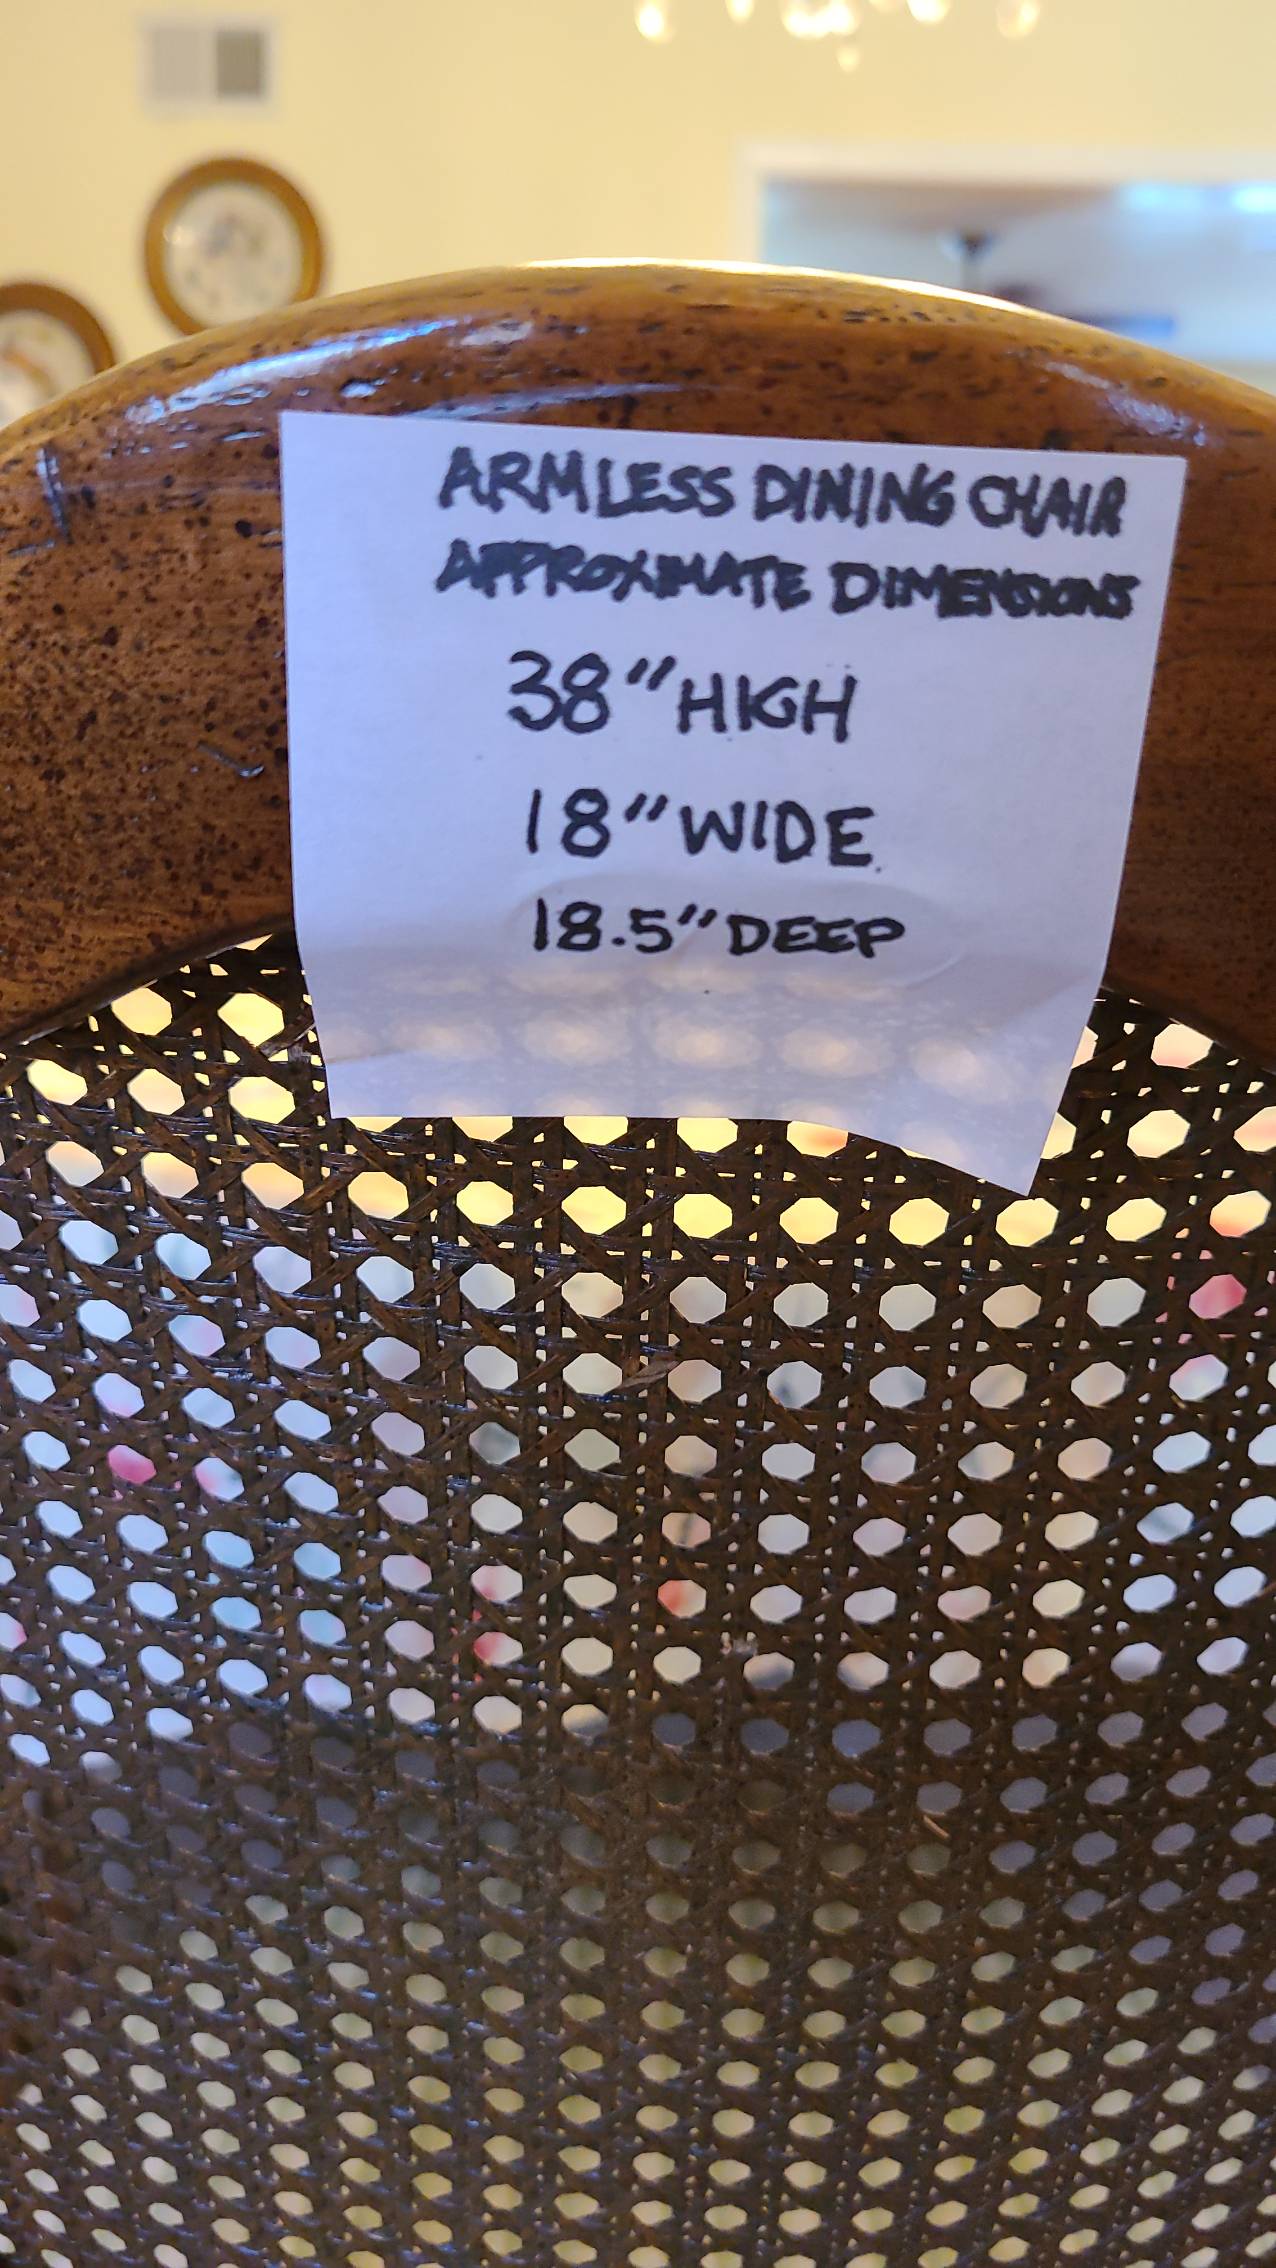 ARMLESS DINING CHAIR
APPROXIMATE DIMENSIONS
38" HIGH
18" WIDE
18.5" DEEP